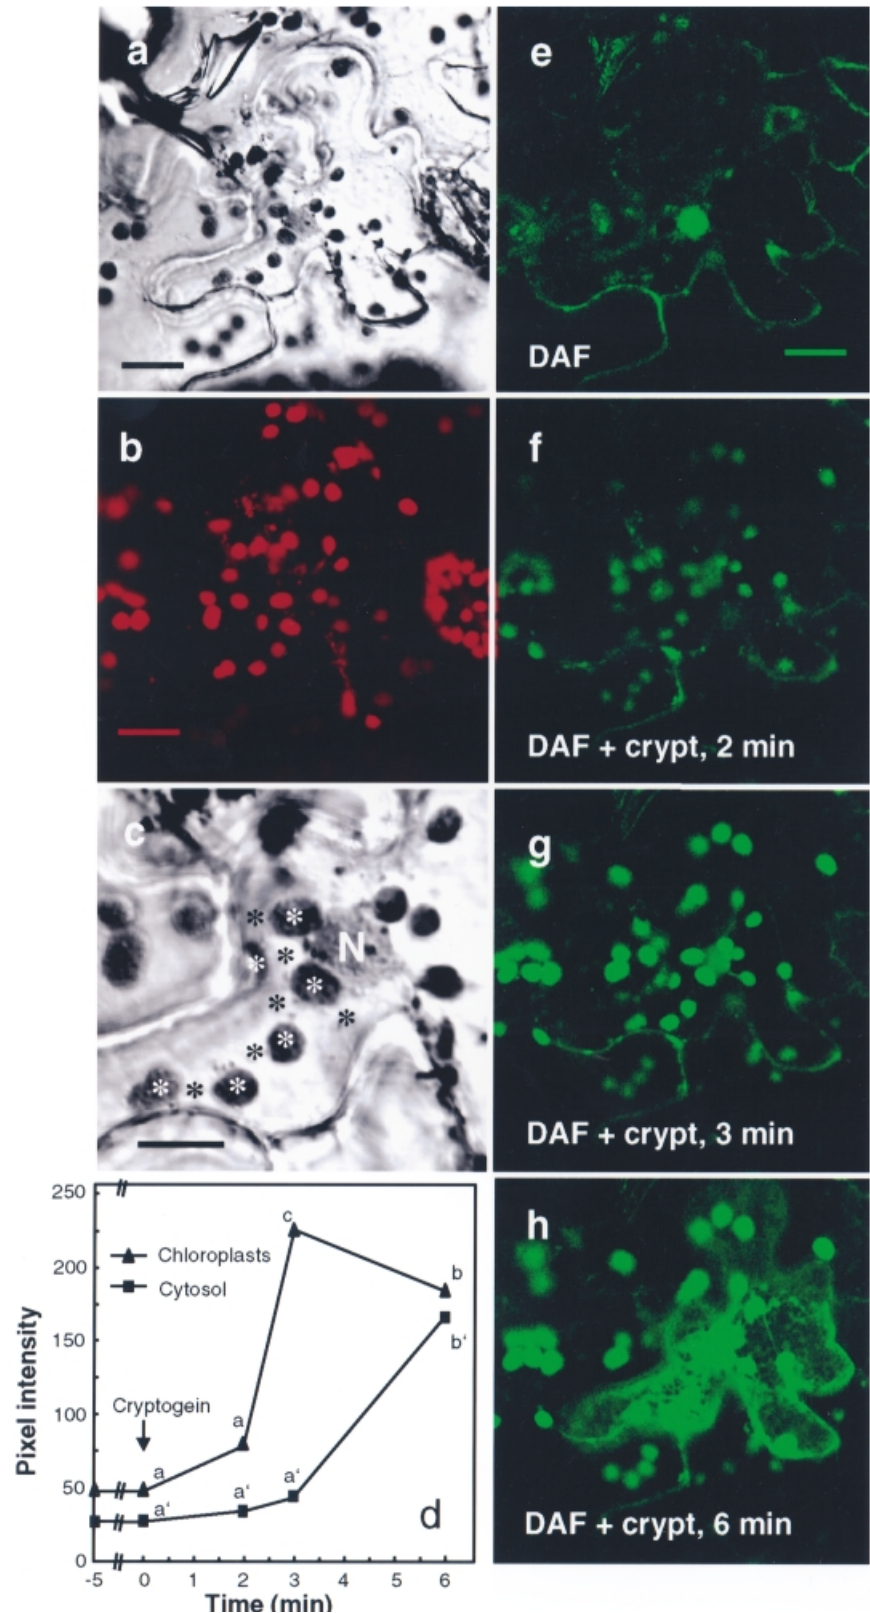 a
e
DAF
b
f
DAF + crypt, 2 min
c
* * * * * * * * * * * *
N
g
DAF + crypt, 3 min
250
200
150
100
50
0
Pixel intensity
Chloroplasts
Cytosol
Cryptogein
a
a
c
b
a'
a'
a'
b'
d
-5 0 1 2 3 4 5 6
Time (min)
h
DAF + crypt, 6 min